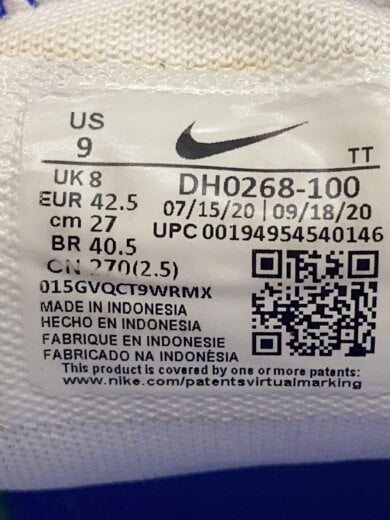 US
9
TT
UK 8
DH0268-100
EUR 42.5
07/15/20 | 09/18/20
cm 27
UPC 00194954540146
BR 40.5
CN 270(2.5)
015GVQCT9WRMX
MADE IN INDONESIA
HECHO EN INDONESIA
FABRIQUE EN INDONESIE
FABRICADO NA INDONÈSIA
This product is covered by one or more patents:
www.nike.com/patentsvirtualmarking